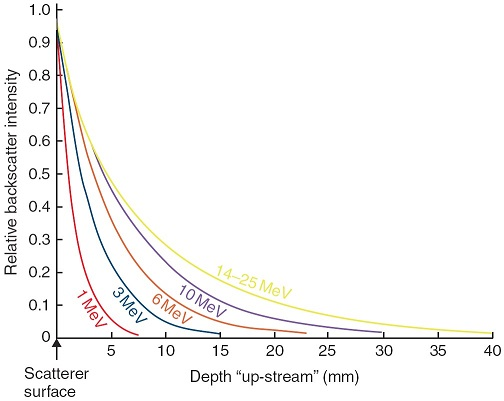 Relative backscatter intensity
1.0
0.9
0.8
0.7
0.6
0.5
0.4
0.3
0.2
0.1
0
1 MeV
3 MeV
6 MeV
10 MeV
14–25 MeV
5
10
15
20
25
30
35
40
Scatterer
surface
Depth “up-stream” (mm)